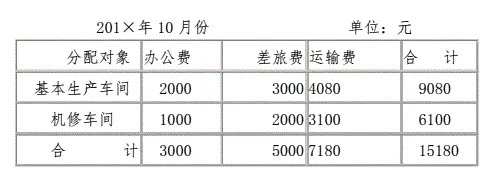 201×年10月份 单位：元
分配对象 办公费 差旅费 运输费 合 计
基本生产车间 2000 3000 4080 9080
机修车间 1000 2000 3100 6100
合 计 3000 5000 7180 15180